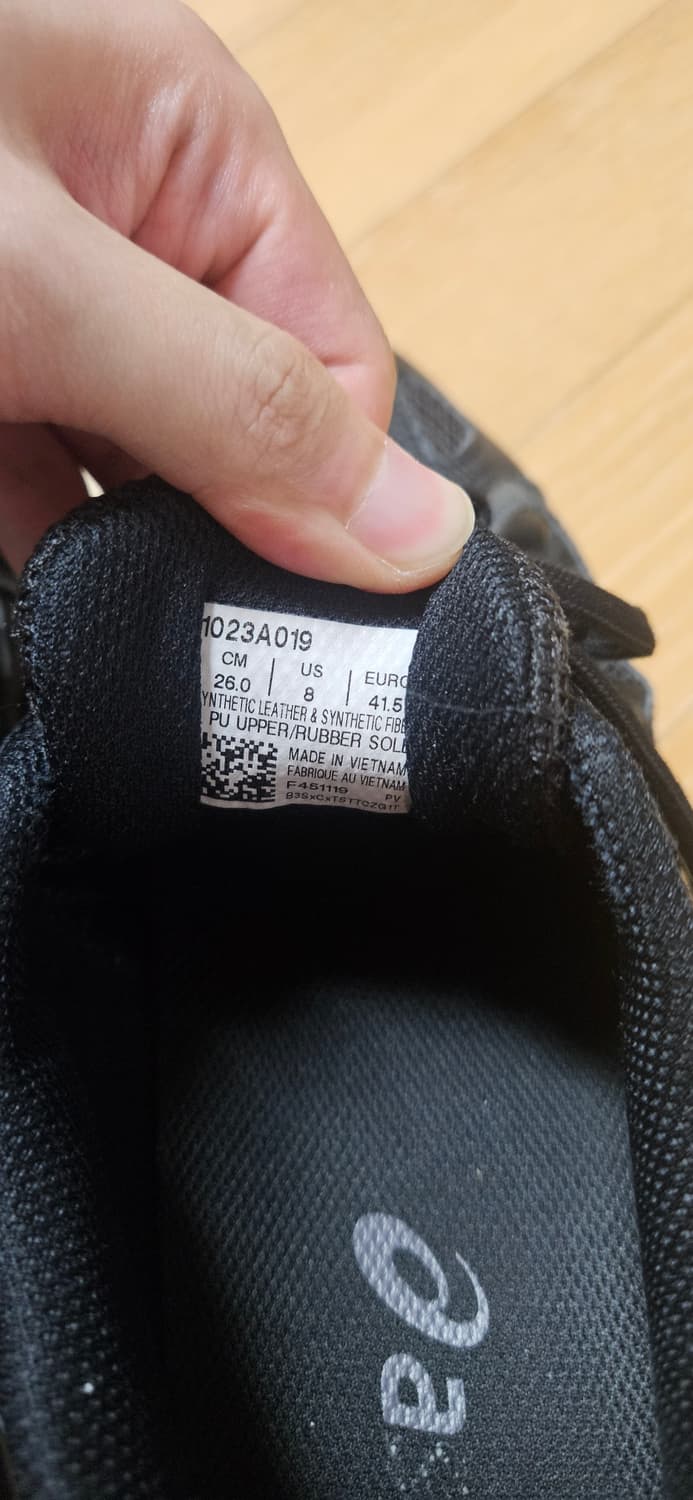 1023A019
CM US EURO
26.0 8 41.5
YNTHETIC LEATHER & SYNTHETIC FIBE
PU UPPER/RUBBER SOLE
MADE IN VIETNAM
FABRIQUE AU VIETNAM
F451119 PV
a